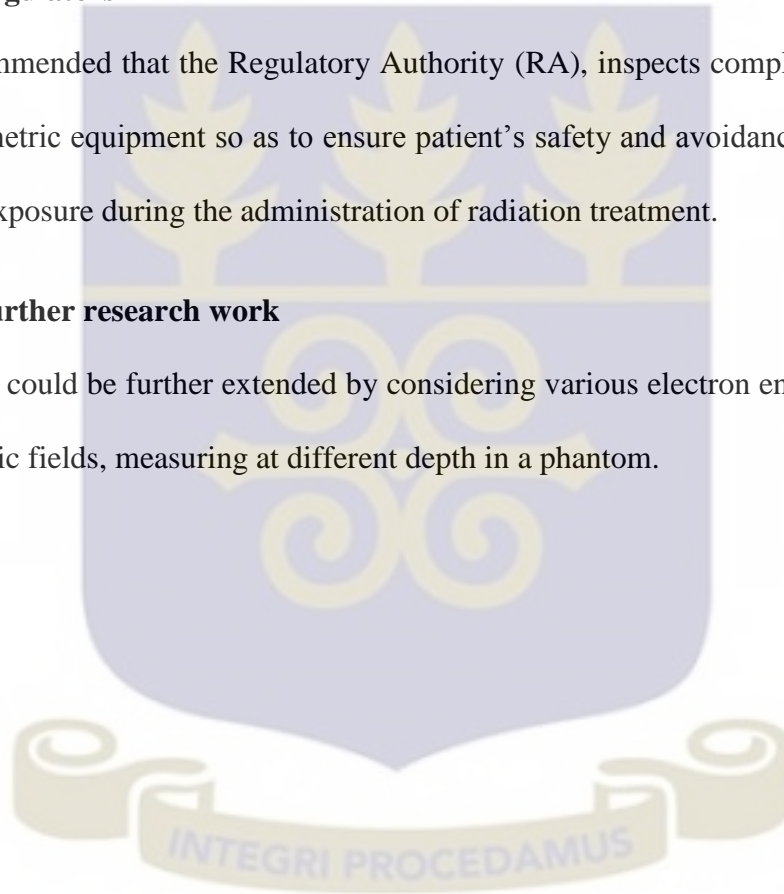 mmended that the Regulatory Authority (RA), inspects compl
netric equipment so as to ensure patient's safety and avoidanc
xposure during the administration of radiation treatment.
urther research work
could be further extended by considering various electron en
ic fields, measuring at different depth in a phantom.
INTEGRI PROCEDAMUS